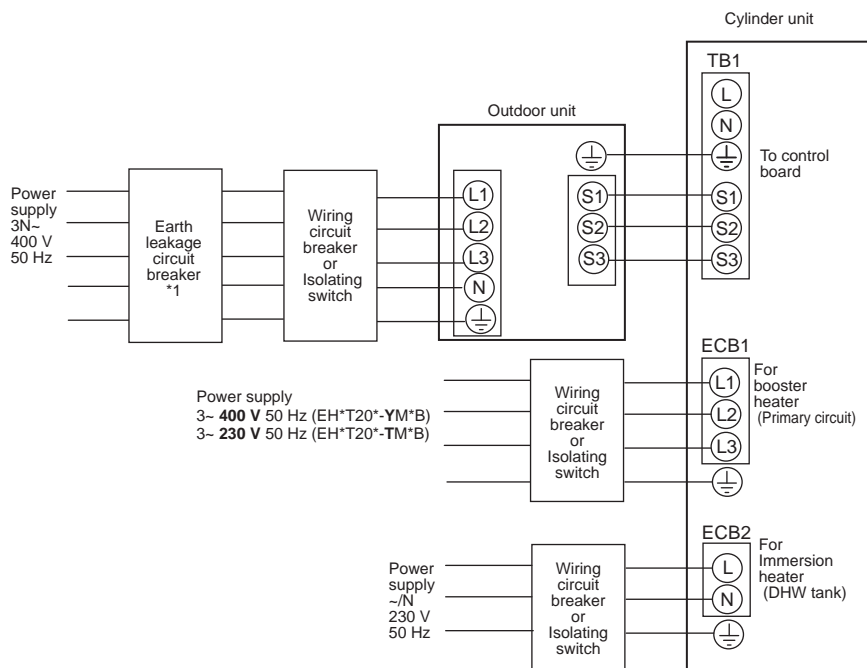 Cylinder unit
TB1
L
N
To control
board
S1
S2
S3
Outdoor unit
L1
L2
L3
N
S1
S2
S3
Power
supply
3N~
400 V
50 Hz
Earth
leakage
circuit
breaker
*1
Wiring
circuit
breaker
or
Isolating
switch
ECB1
L1
L2
L3
For
booster
heater
(Primary circuit)
Power supply
3~ 400 V 50 Hz (EH*T20*-YM*B)
3~ 230 V 50 Hz (EH*T20*-TM*B)
Wiring
circuit
breaker
or
Isolating
switch
ECB2
L
N
For
Immersion
heater
(DHW tank)
Power
supply
~/N
230 V
50 Hz
Wiring
circuit
breaker
or
Isolating
switch